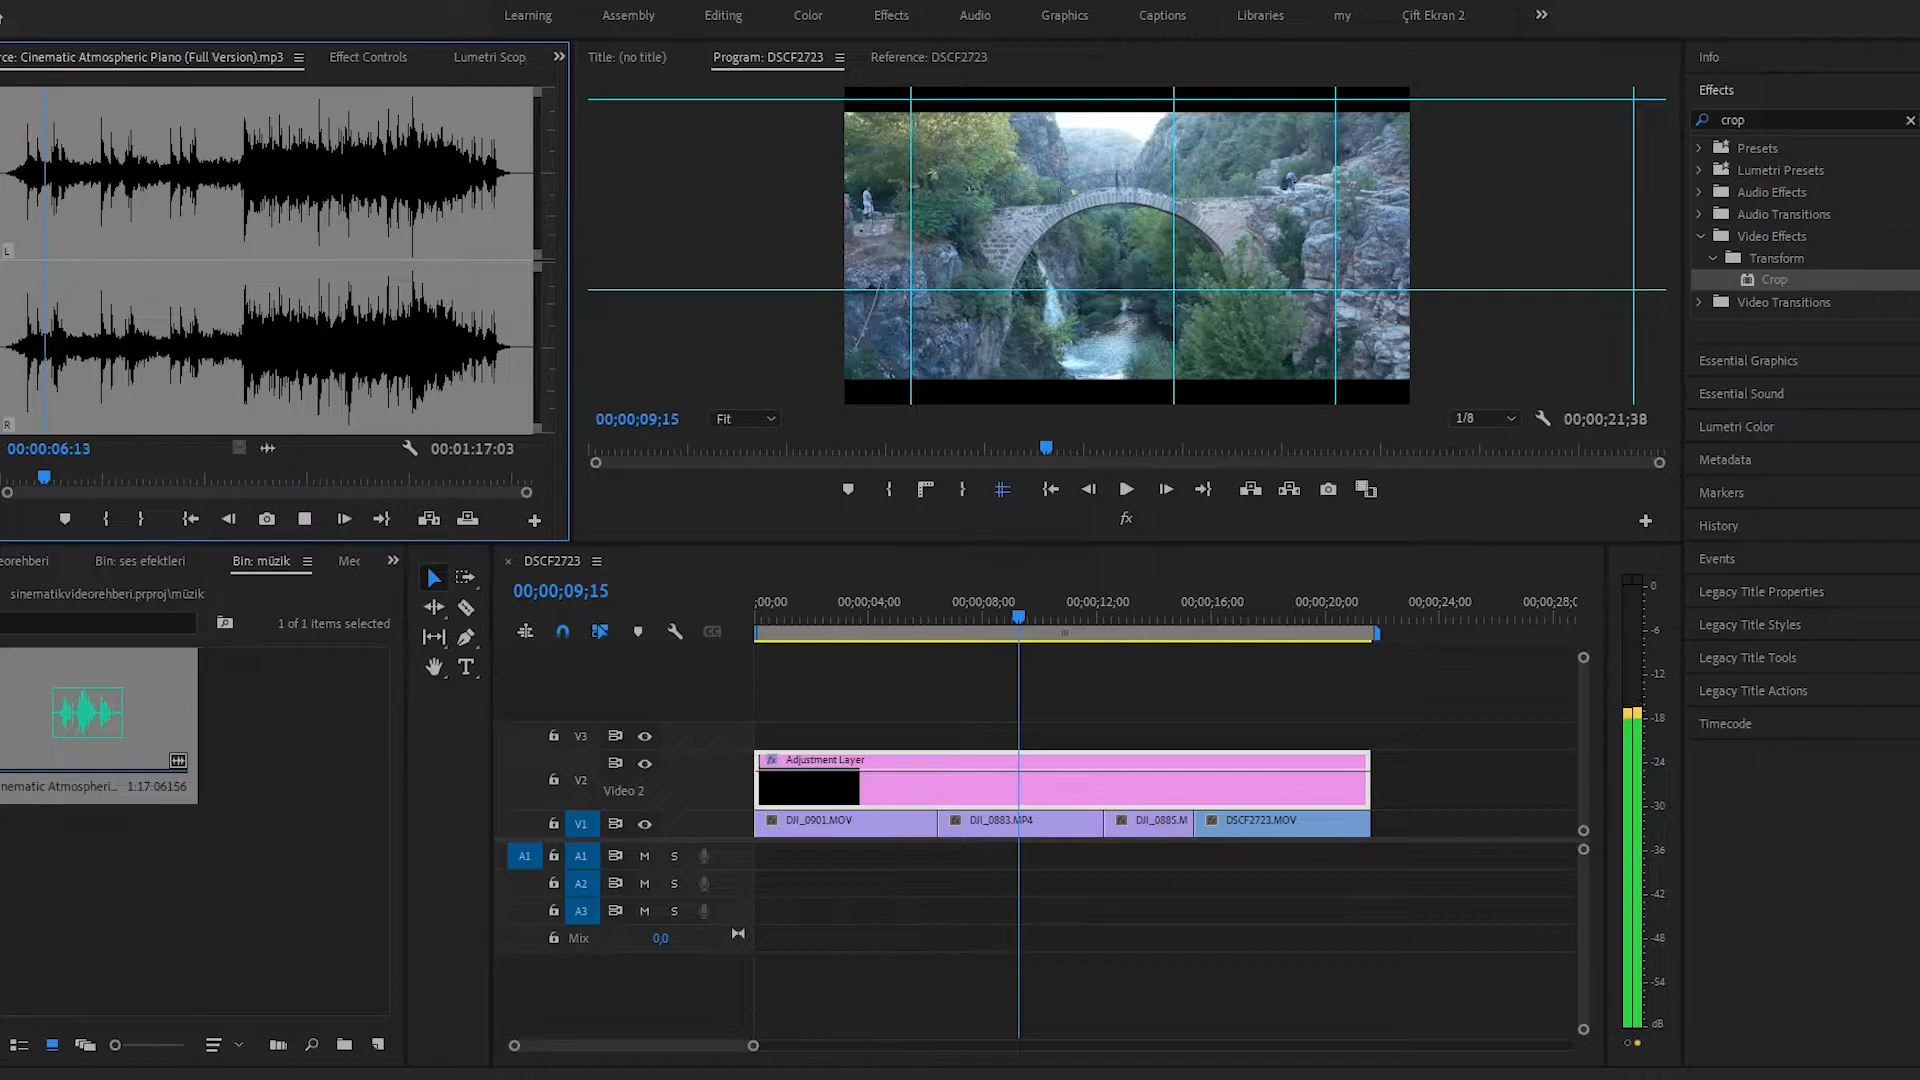 Learning Assembly Editing Color Effects Audio Graphics Captions Libraries my Çift Ekran 2
rce: Cinematic Atmospheric Piano (Full Version).mp3 Effect Controls Lumetri Scop
L
R
00:00:06:13 00:01:17:03
Title: (no title) Program: DSCF2723 Reference: DSCF2723
00;00;09;15 Fit 1/8 00;00;21;38
fx
Info
Effects
crop
Presets
Lumetri Presets
Audio Effects
Audio Transitions
Video Effects
Transform
Crop
Video Transitions
Essential Graphics
Essential Sound
Lumetri Color
Metadata
Markers
History
Events
Legacy Title Properties
Legacy Title Styles
Legacy Title Tools
Legacy Title Actions
Timecode
eorehberi Bin: ses efektleri Bin: müzik Mec
sinematikvideorehberi.prproj\müzik
1 of 1 items selected
nematic Atmospheri... 1:17:06156
DSCF2723
00;00;09;15
;00;00 00;00;04;00 00;00;08;00 00;00;12;00 00;00;16;00 00;00;20;00 00;00;24;00 00;00;28;0
V3
V2 Video 2
fx Adjustment Layer
V1
DJI_0901.MOV DJI_0883.MP4 DJI_0885.M DSCF2723.MOV
A1 A1 M S
A2 M S
A3 M S
Mix 0,0
0
-6
-12
-18
-24
-30
-36
-42
-48
-54
dB